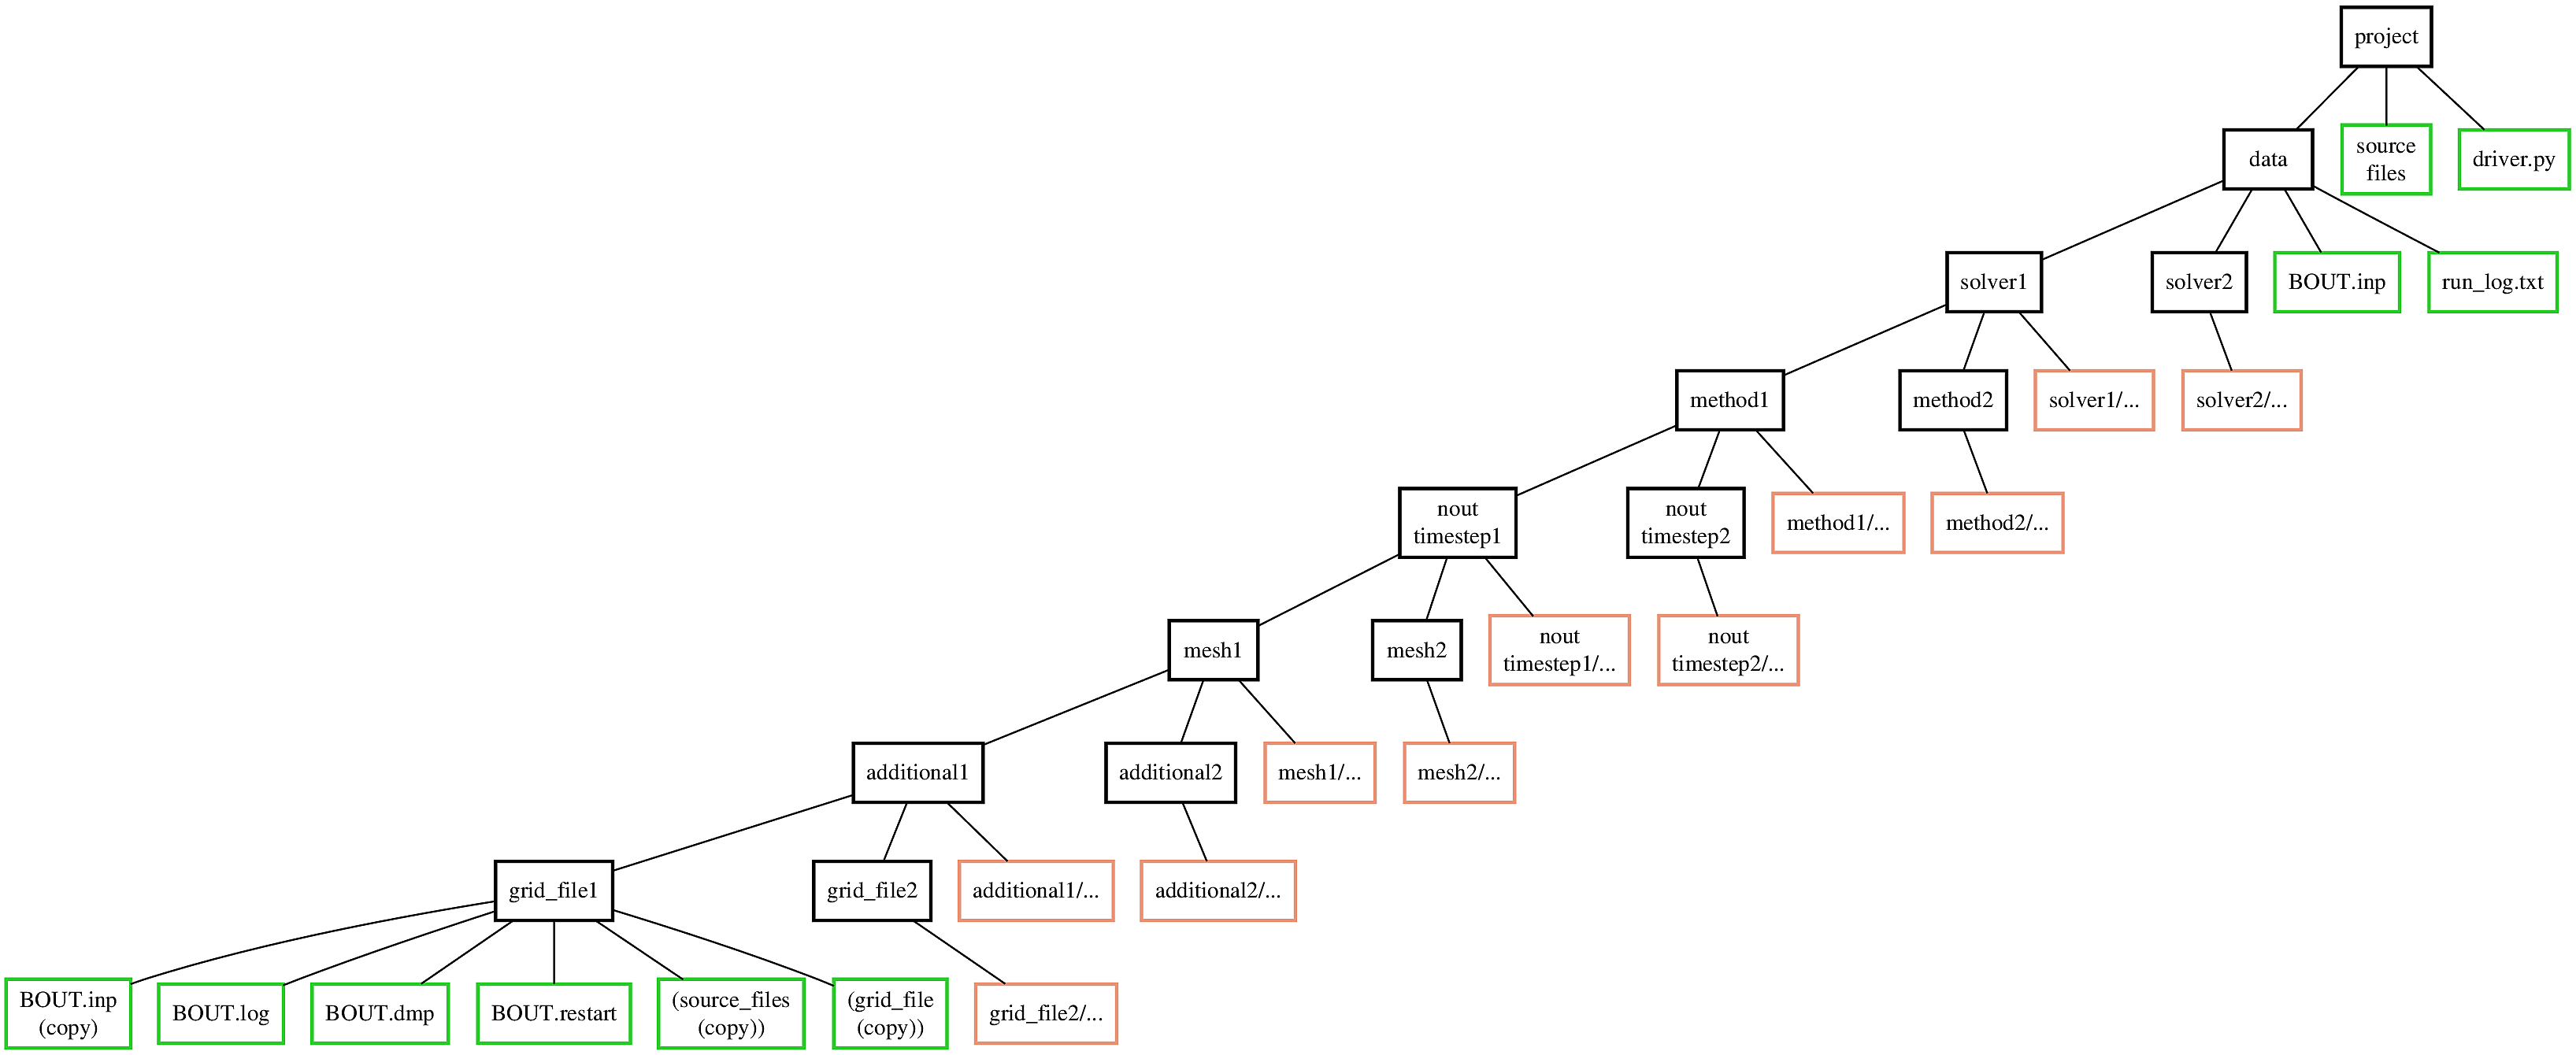 project
data
source
files
driver.py
solver1
solver2
BOUT.inp
run_log.txt
method1
method2
solver1/...
solver2/...
nout
timestep1
nout
timestep2
method1/...
method2/...
mesh1
mesh2
nout
timestep1/...
nout
timestep2/...
additional1
additional2
mesh1/...
mesh2/...
grid_file1
grid_file2
additional1/...
additional2/...
BOUT.inp
(copy)
BOUT.log
BOUT.dmp
BOUT.restart
(source_files
(copy))
(grid_file
(copy))
grid_file2/...